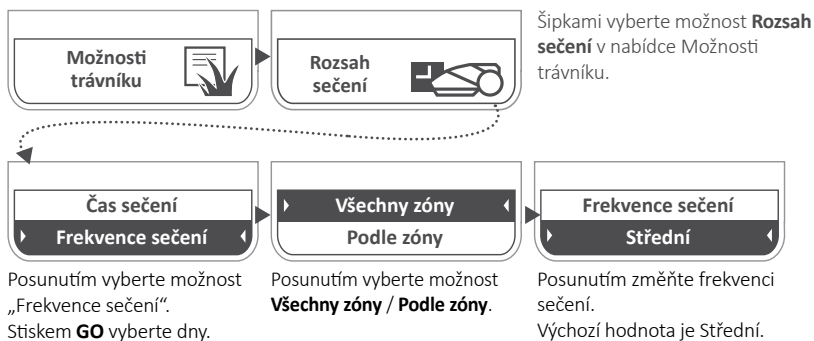 Možnosti
trávníku
Rozsah
sečení
Šipkami vyberte možnost Rozsah
sečení v nabídce Možnosti
trávníku.
Čas sečení
Frekvence sečení
Posunutím vyberte možnost
„Frekvence sečení“.
Stiskem GO vyberte dny.
Všechny zóny
Podle zóny
Posunutím vyberte možnost
Všechny zóny / Podle zóny.
Frekvence sečení
Střední
Posunutím změňte frekvenci
sečení.
Výchozí hodnota je Střední.